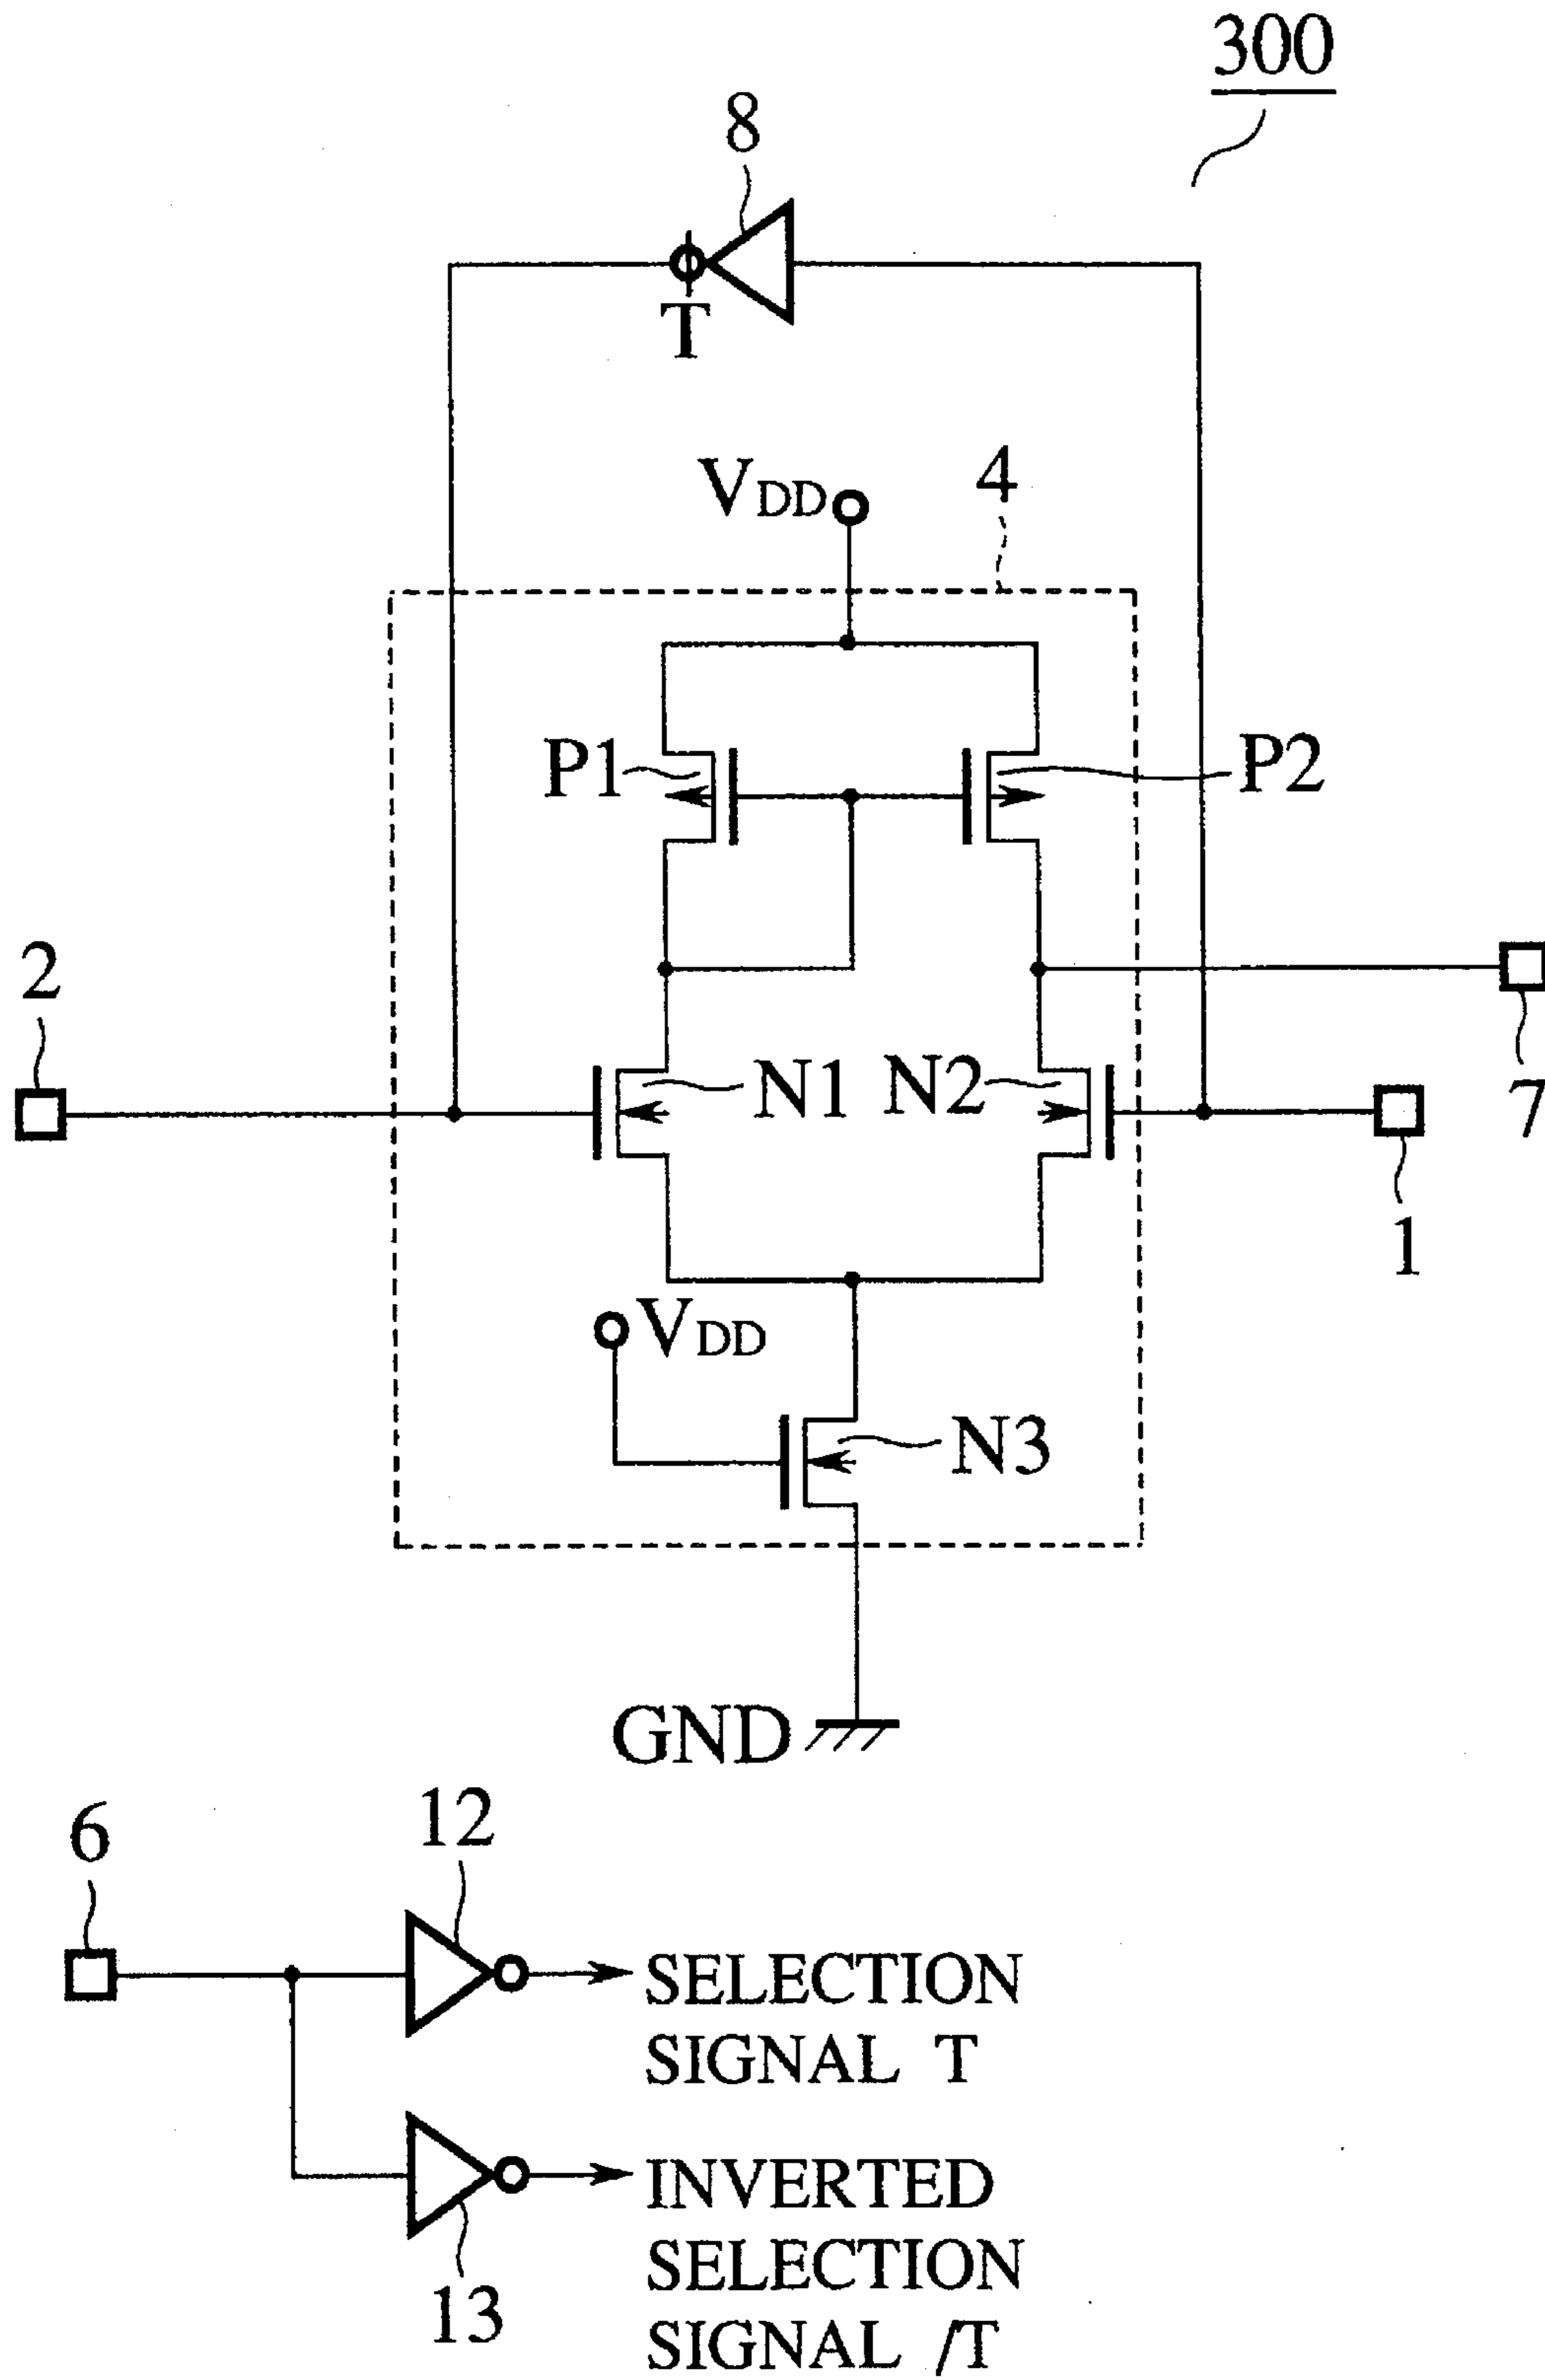 300
8
T
VDD
4
P1
P2
2
N1
N2
7
1
VDD
N3
GND
6
12
SELECTION
SIGNAL T
INVERTED
SELECTION
SIGNAL /T
13